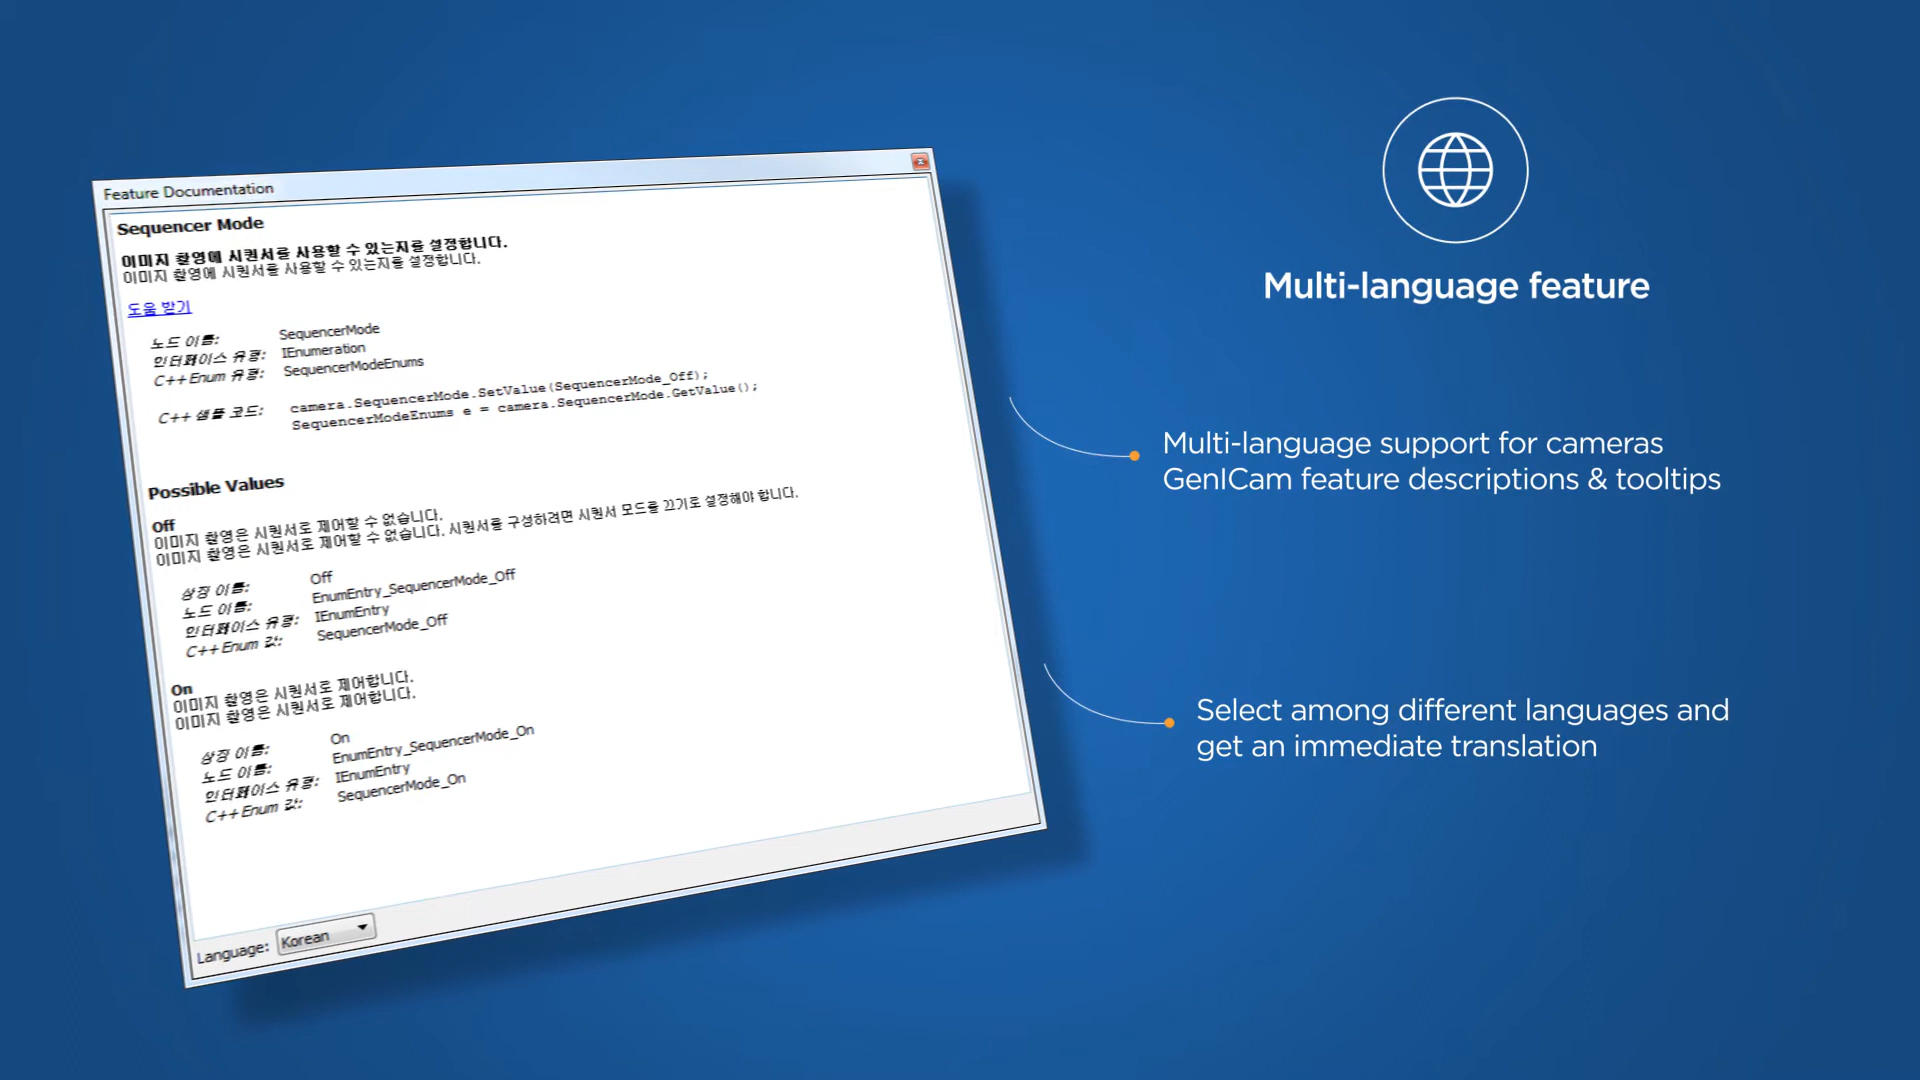 Feature Documentation
Sequencer Mode
이미지 촬영에 시퀀서를 사용할 수 있는지를 설정합니다.
이미지 촬영에 시퀀서를 사용할 수 있는지를 설정합니다.
도움 받기
노드 이름: SequencerMode
인터페이스 유형: IEnumeration
C++ Enum 유형: SequencerModeEnums
C++ 샘플 코드: camera.SequencerMode.SetValue(SequencerMode_Off);
SequencerModeEnums e = camera.SequencerMode.GetValue();
Possible Values
Off
이미지 촬영은 시퀀서로 제어할 수 없습니다.
이미지 촬영은 시퀀서로 제어할 수 없습니다. 시퀀서를 구성하려면 시퀀서 모드를 끄기로 설정해야 합니다.
상징 이름: Off
노드 이름: EnumEntry_SequencerMode_Off
인터페이스 유형: IEnumEntry
C++ Enum 값: SequencerMode_Off
On
이미지 촬영은 시퀀서로 제어합니다.
이미지 촬영은 시퀀서로 제어합니다.
상징 이름: On
노드 이름: EnumEntry_SequencerMode_On
인터페이스 유형: IEnumEntry
C++ Enum 값: SequencerMode_On
Language: Korean
Multi-language feature
Multi-language support for cameras
GenICam feature descriptions & tooltips
Select among different languages and
get an immediate translation